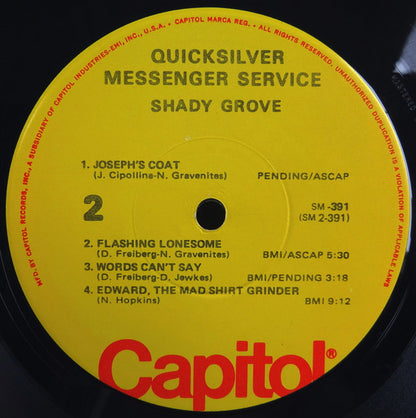 MFD. BY CAPITOL RECORDS, INC., A SUBSIDIARY OF CAPITOL INDUSTRIES-EMI, INC., U.S.A. • CAPITOL MARCA REG. • ALL RIGHTS RESERVED. UNAUTHORIZED DUPLICATION IS A VIOLATION OF APPLICABLE LAWS
QUICKSILVER
MESSENGER SERVICE
SHADY GROVE
1. JOSEPH'S COAT
(J. Cipollina-N. Gravenites) PENDING/ASCAP
2
SM -391
(SM 2-391)
2. FLASHING LONESOME
(D. Freiberg-N. Gravenites) BMI/ASCAP 5:30
3. WORDS CAN'T SAY
(D. Freiberg-D. Jewkes) BMI/PENDING 3:18
4. EDWARD, THE MAD SHIRT GRINDER
(N. Hopkins) BMI 9:12
Capitol®